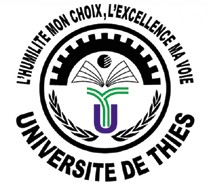 L'HUMILITE MON CHOIX, L'EXCELLENCE MA VOIE
UNIVERSITE DE THIES